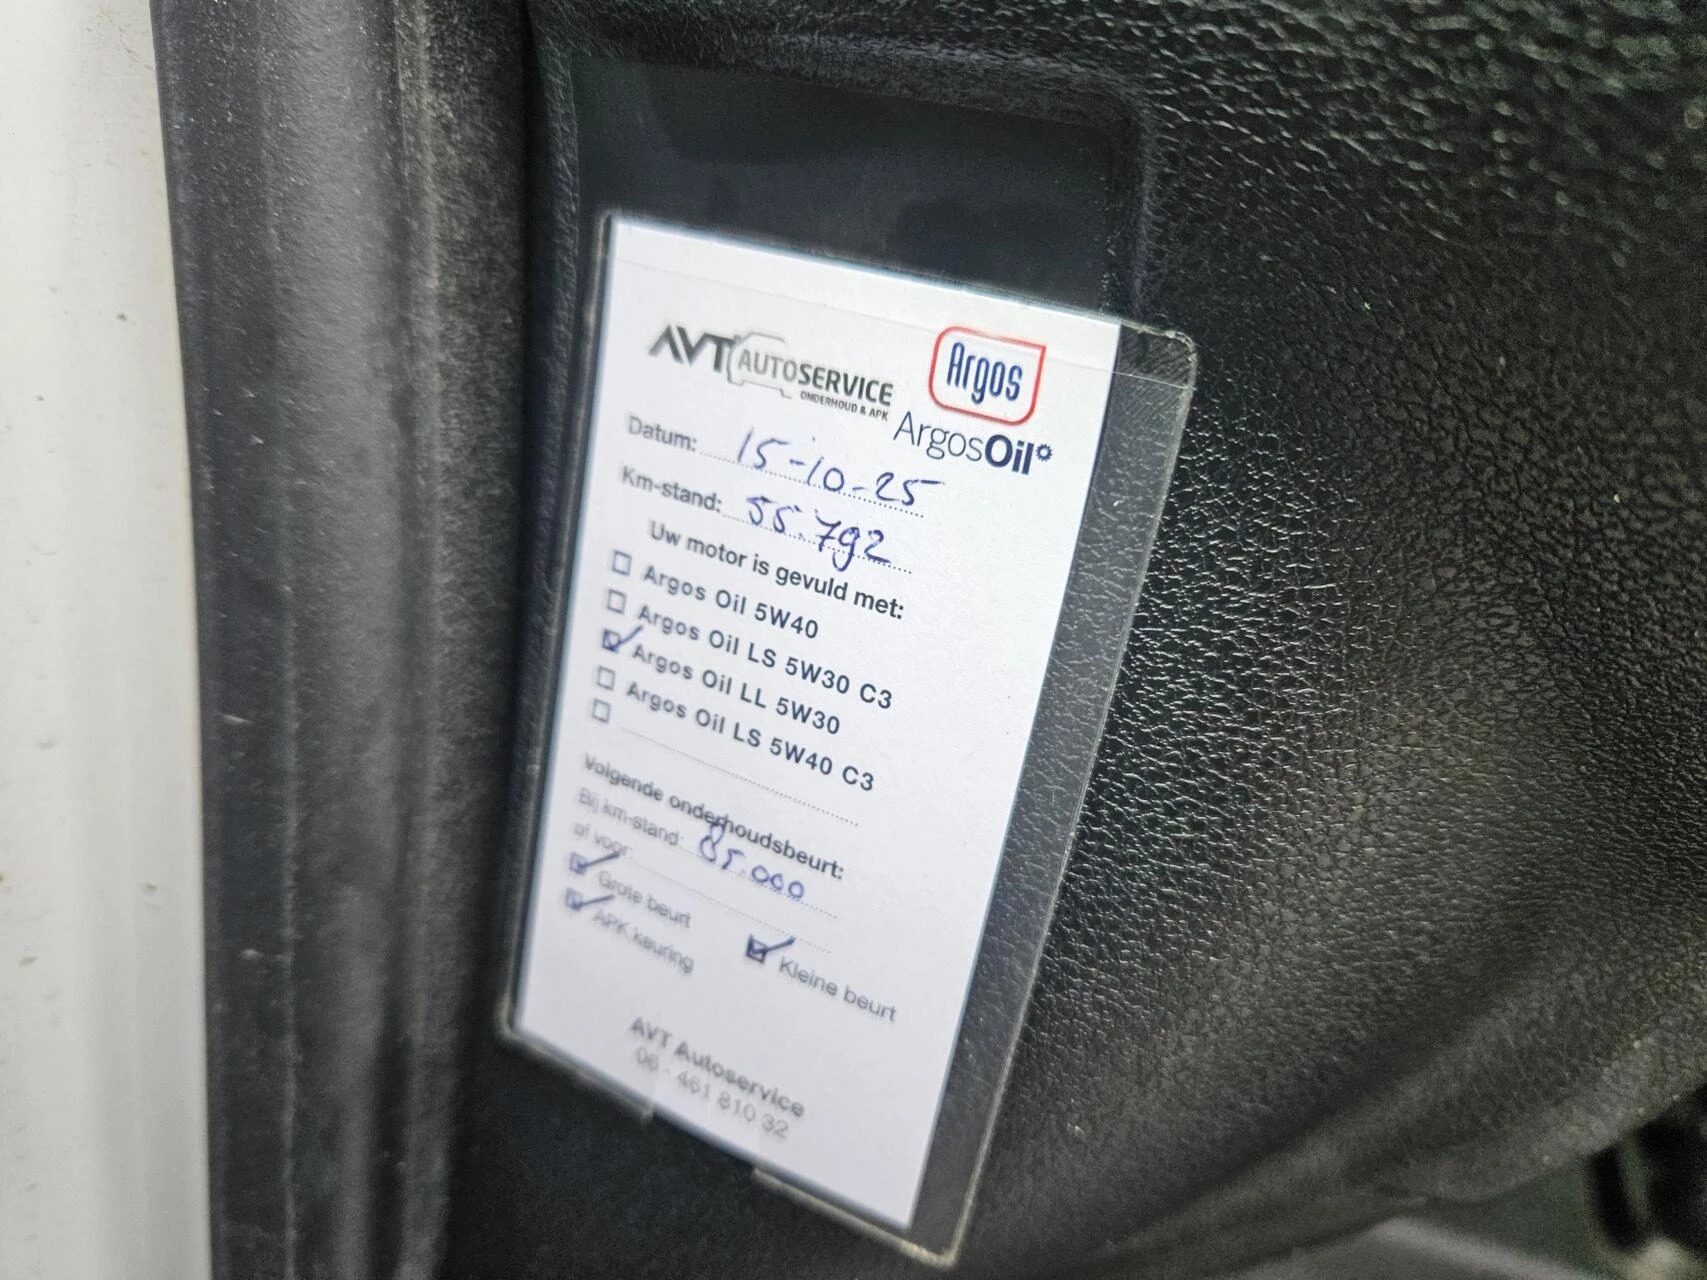 AVT AUTOSERVICE
ONDERHOUD & APK
Argos
ArgosOil
Datum: 15-10-25
Km-stand: 55.792
Uw motor is gevuld met:
Argos Oil 5W40
Argos Oil LS 5W30 C3
Argos Oil LL 5W30
Argos Oil LS 5W40 C3
Volgende onderhoudsbeurt:
Bij km-stand: 85.000
of voor:
Grote beurt Kleine beurt
APK keuring
AVT Autoservice
06 - 461 810 32